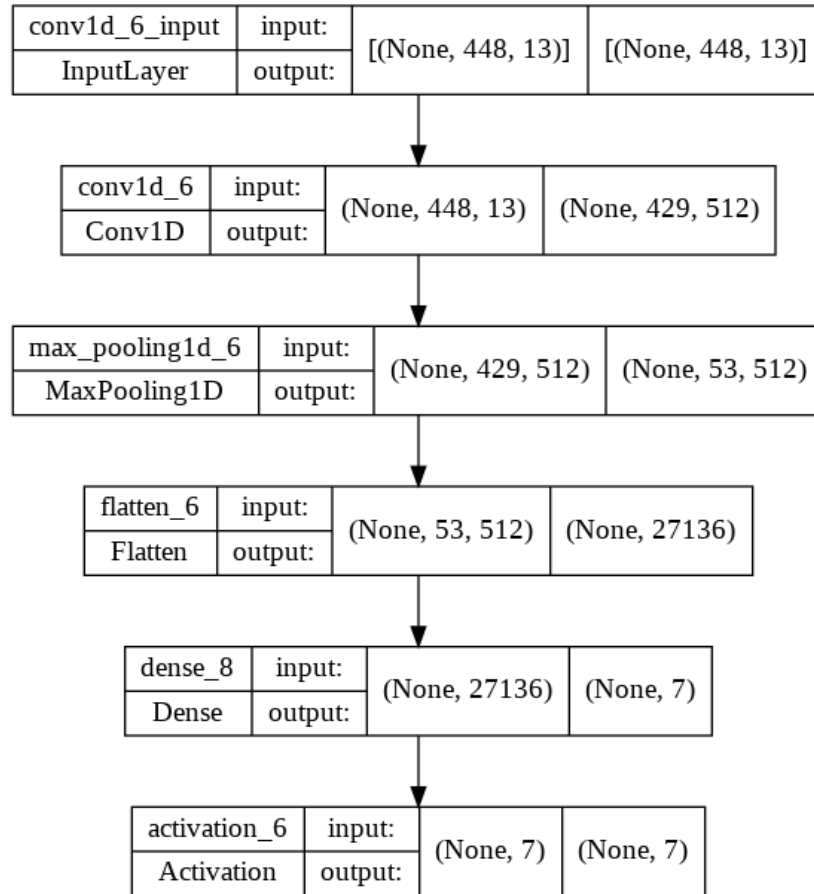 conv1d_6_input input: [(None, 448, 13)] [(None, 448, 13)]
InputLayer output:
conv1d_6 input: (None, 448, 13) (None, 429, 512)
Conv1D output:
max_pooling1d_6 input: (None, 429, 512) (None, 53, 512)
MaxPooling1D output:
flatten_6 input: (None, 53, 512) (None, 27136)
Flatten output:
dense_8 input: (None, 27136) (None, 7)
Dense output:
activation_6 input: (None, 7) (None, 7)
Activation output: